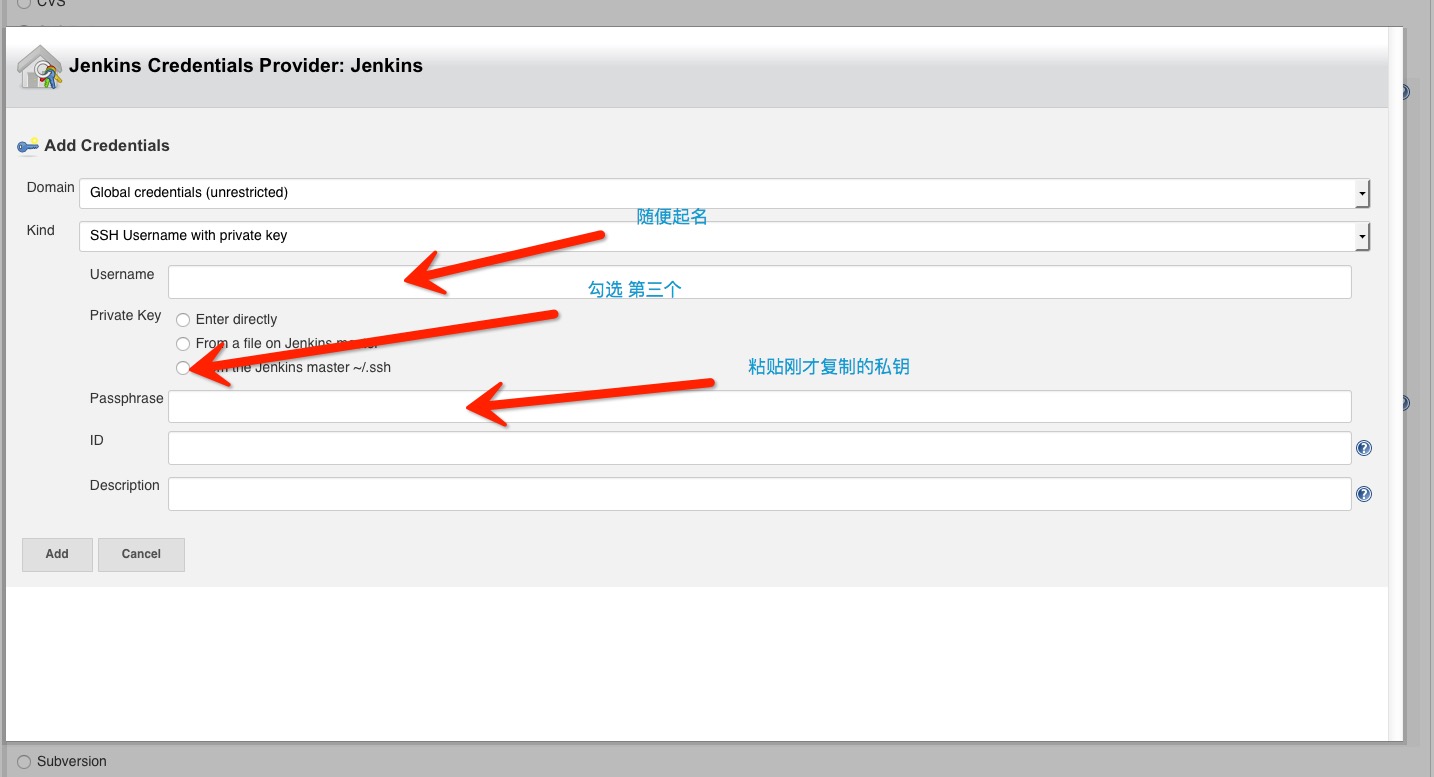 CVS
Jenkins Credentials Provider: Jenkins
Add Credentials
Domain
Global credentials (unrestricted)
随便起名
Kind
SSH Username with private key
Username
勾选 第三个
Private Key
Enter directly
From a file on Jenkins
the Jenkins master ~/.ssh
粘贴刚才复制的私钥
Passphrase
ID
Description
Add
Cancel
Subversion